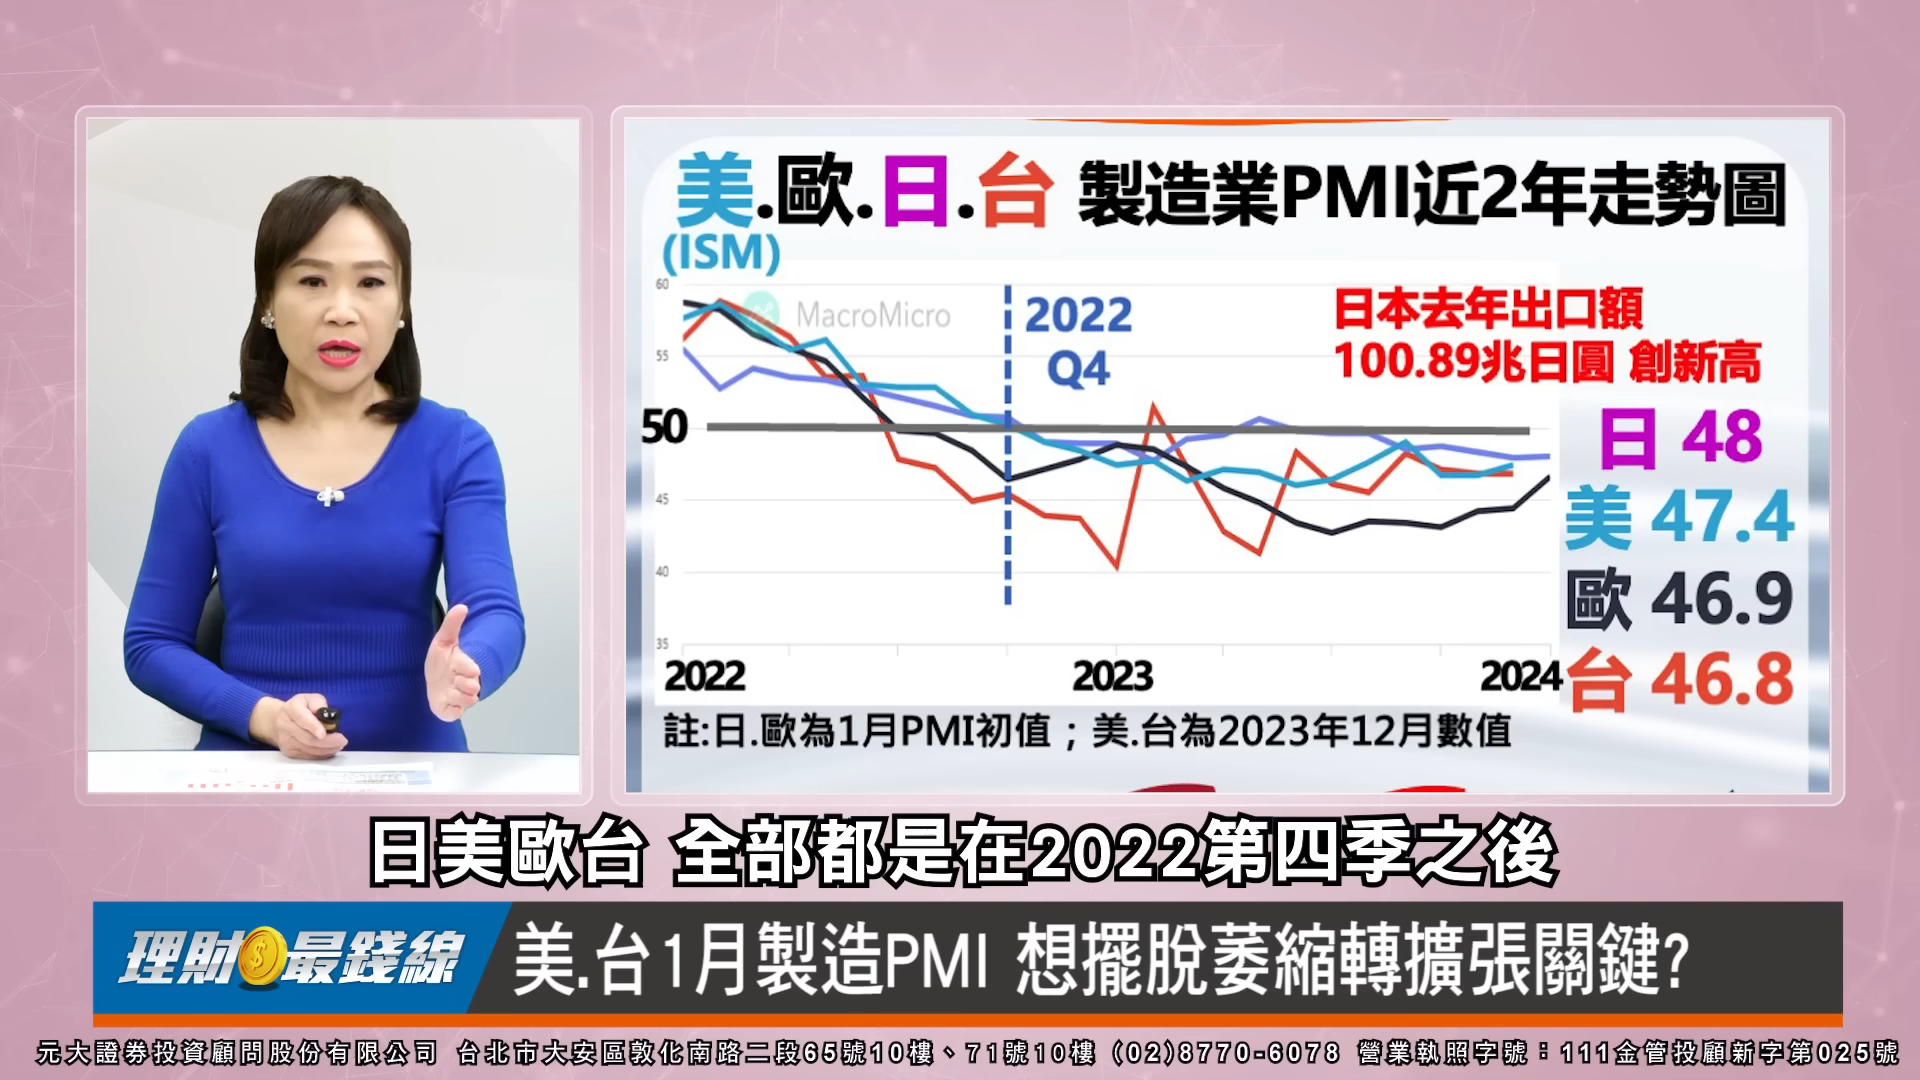 美.歐.日.台 製造業PMI近2年走勢圖
(ISM)
60
MacroMicro
2022
Q4
日本去年出口額
100.89兆日圓 創新高
55
50
45
40
35
日 48
美 47.4
歐 46.9
台 46.8
2022
2023
2024
註:日.歐為1月PMI初值；美.台為2023年12月數值
日美歐台 全部都是在2022第四季之後
理財最錢線
美.台1月製造PMI 想擺脫萎縮轉擴張關鍵?
元大證券投資顧問股份有限公司 台北市大安區敦化南路二段65號10樓、71號10樓 (02)8770-6078 營業執照字號：111金管投顧新字第025號